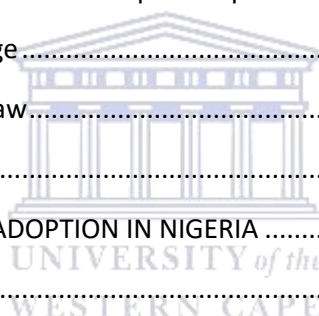 ge ..............................
aw ..............................
..............................
ADOPTION IN NIGERIA ........
UNIVERSITY of the
..............................
WESTERN CAPE